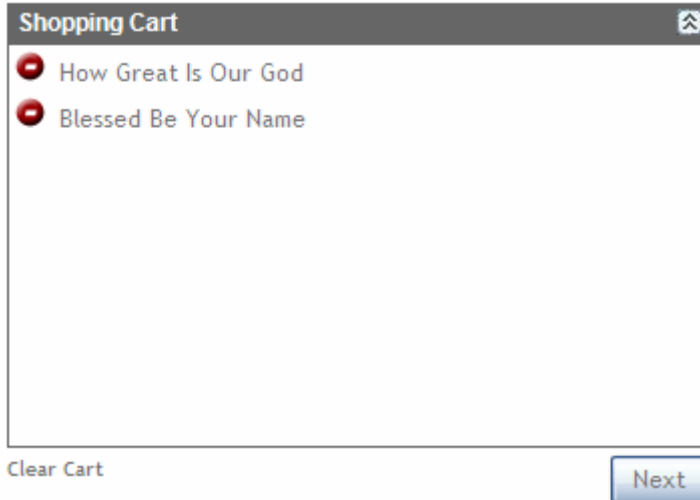 Shopping Cart
How Great Is Our God
Blessed Be Your Name
Clear Cart
Next